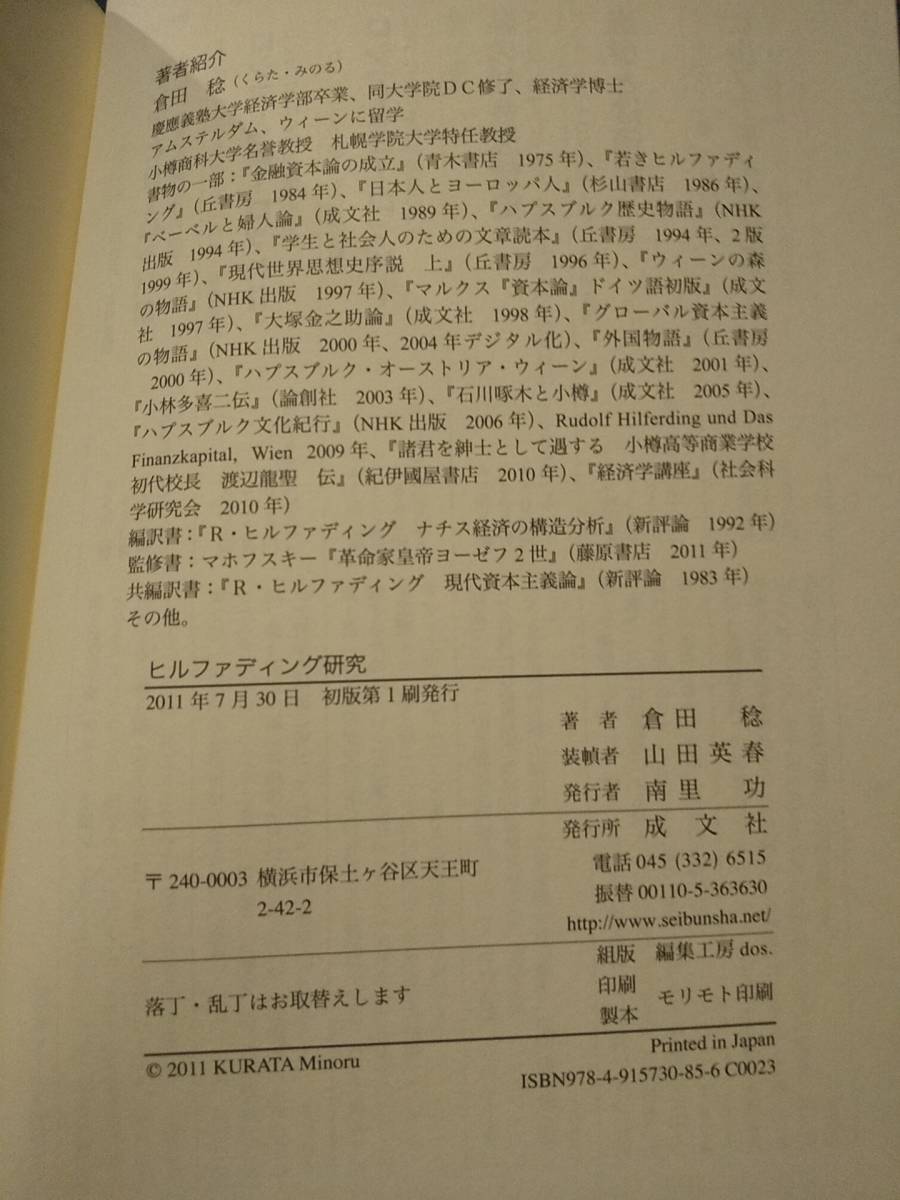 著者紹介
倉田　稔（くらた・みのる）
慶應義塾大学経済学部卒業、同大学院DC修了、経済学博士
アムステルダム、ウィーンに留学
小樽商科大学名誉教授　札幌学院大学特任教授
書物の一部：『金融資本論の成立』（青木書店　1975年）、『若きヒルファディ
ング』（丘書房　1984年）、『日本人とヨーロッパ人』（杉山書店　1986年）、
『ベーベルと婦人論』（成文社　1989年）、『ハプスブルク歴史物語』（NHK
出版　1994年）、『学生と社会人のための文章読本』（丘書房　1994年、2版
1999年）、『現代世界思想史序説　上』（丘書房　1996年）、『ウィーンの森
の物語』（NHK出版　1997年）、『マルクス『資本論』ドイツ語初版』（成文
社　1997年）、『大塚金之助論』（成文社　1998年）、『グローバル資本主義
の物語』（NHK出版　2000年、2004年デジタル化）、『外国物語』（丘書房
2000年）、『ハプスブルク・オーストリア・ウィーン』（成文社　2001年）、
『小林多喜二伝』（論創社　2003年）、『石川啄木と小樽』（成文社　2005年）、
『ハプスブルク文化紀行』（NHK出版　2006年）、Rudolf Hilferding und Das
Finanzkapital, Wien 2009年、『諸君を紳士として遇する　小樽高等商業学校
初代校長　渡辺龍聖　伝』（紀伊國屋書店　2010年）、『経済学講座』（社会科
学研究会　2010年）
編訳書：『R・ヒルファディング　ナチス経済の構造分析』（新評論　1992年）
監修書：マホフスキー『革命家皇帝ヨーゼフ2世』（藤原書店　2011年）
共編訳書：『R・ヒルファディング　現代資本主義論』（新評論　1983年）
その他。
ヒルファディング研究
2011年7月30日　初版第1刷発行
著　者　倉田　稔
装幀者　山田英春
発行者　南里　功
発行所　成文社
〒240-0003 横浜市保土ヶ谷区天王町
2-42-2
電話 045 (332) 6515
振替 00110-5-363630
http://www.seibunsha.net/
組版　編集工房 dos.
落丁・乱丁はお取替えします
印刷
製本　モリモト印刷
© 2011 KURATA Minoru
Printed in Japan
ISBN978-4-915730-85-6 C0023